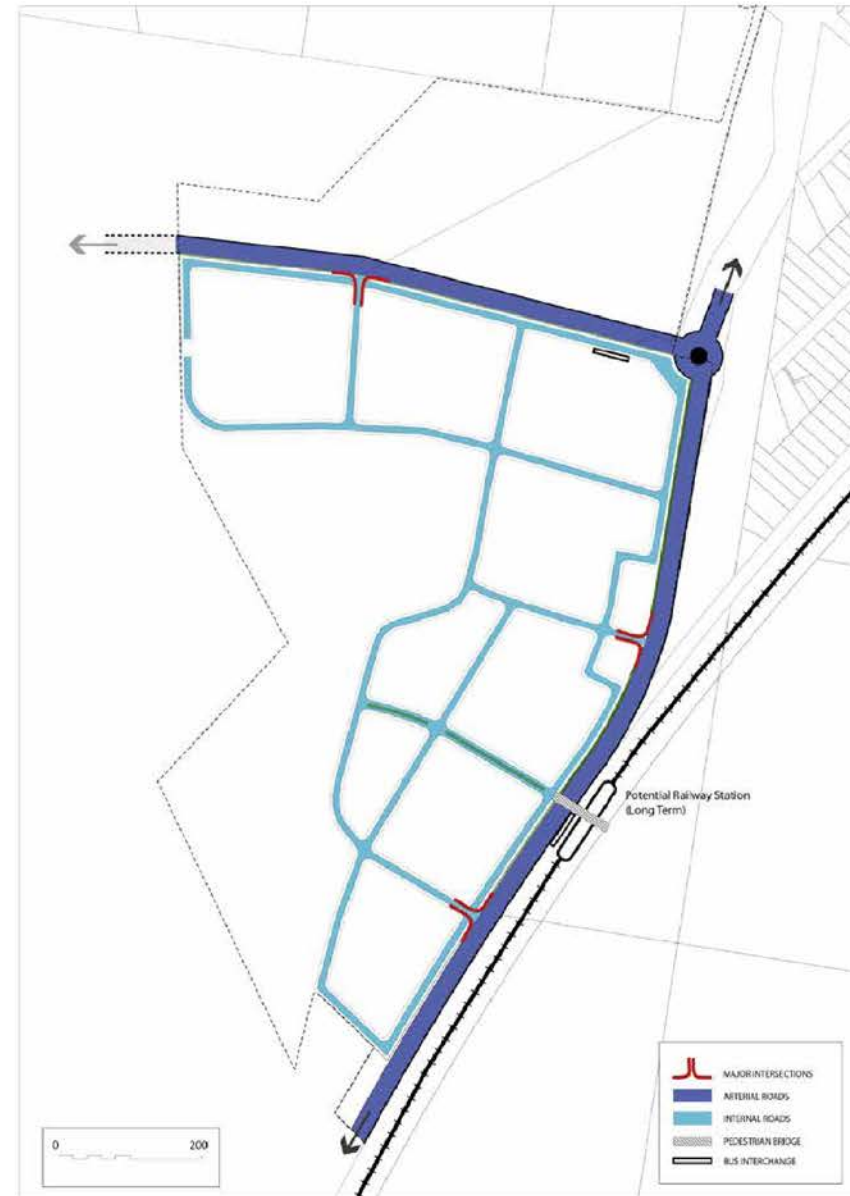 Potential Railway Station
(Long Term)
MAJOR INTERSECTIONS
ARTERIAL ROADS
INTERNAL ROADS
PEDESTRIAN BRIDGE
BUS INTERCHANGE
0 200